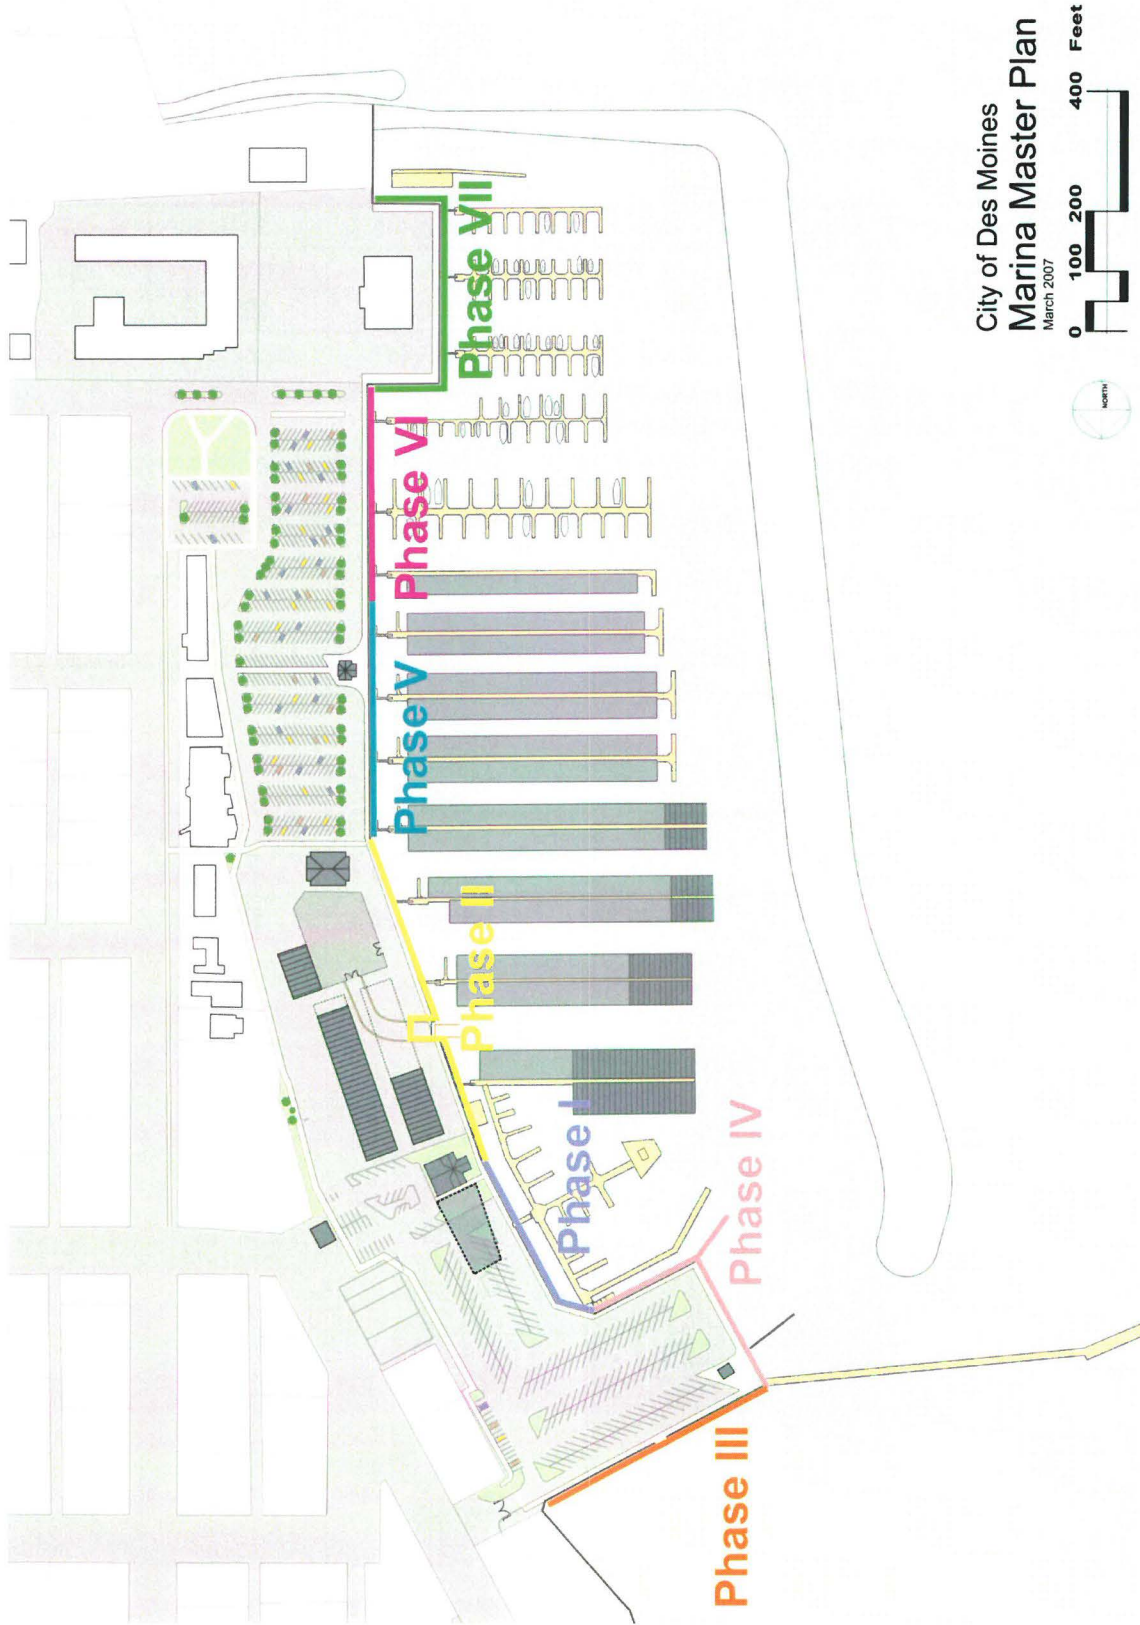 Phase III
Phase IV
Phase I
Phase II
Phase V
Phase VI
Phase VII
City of Des Moines
Marina Master Plan
March 2007
NORTH
0 100 200 400 Feet